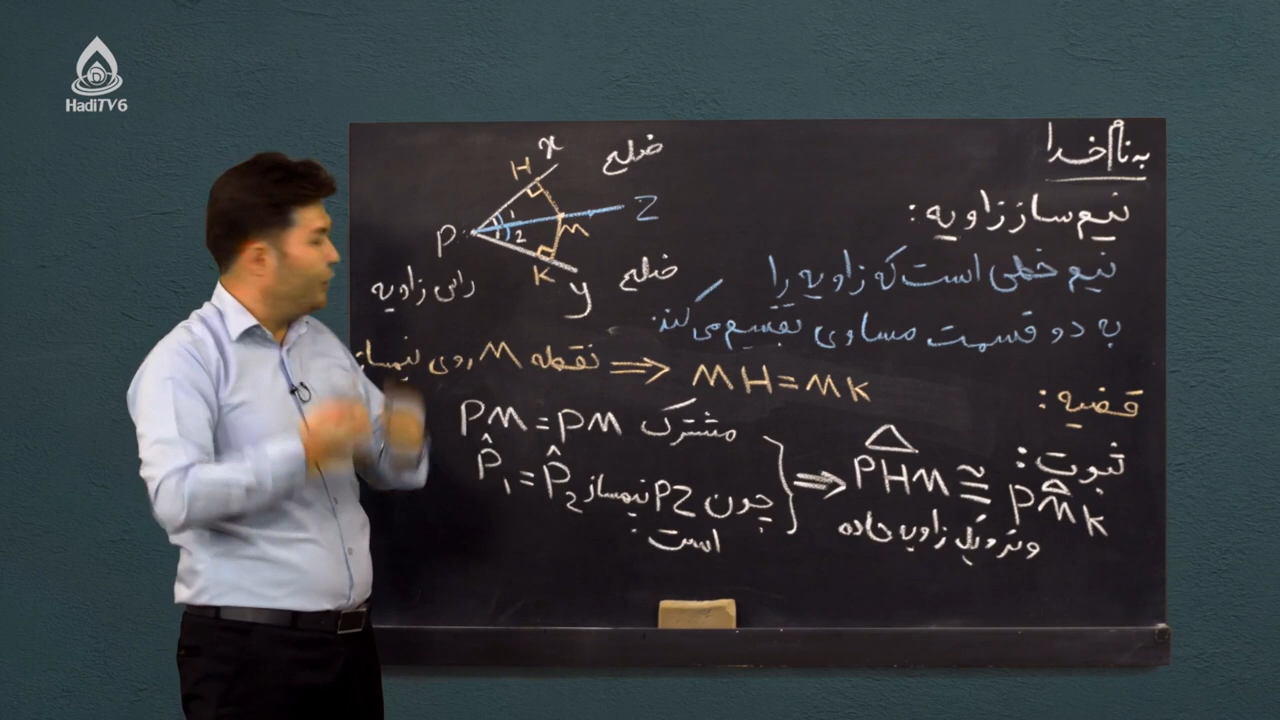 HadiTV6
به نام خدا
نیم ساز زاویه:
نیم خطی است که زاویه را
به دو قسمت مساوی تقسیم می‌کند.
x
H
ضلع
Z
1
2
P
M
K
ضلع
y
راس زاویه
قضیه:
نقطه M روی نیمساز ⇒ MH=MK
ثبوت:
PM=PM مشترک
P̂₁=P̂₂ چون PZ نیمساز
است
⇒ PHM ≅ PMK
وتر و یک زاویه حاده